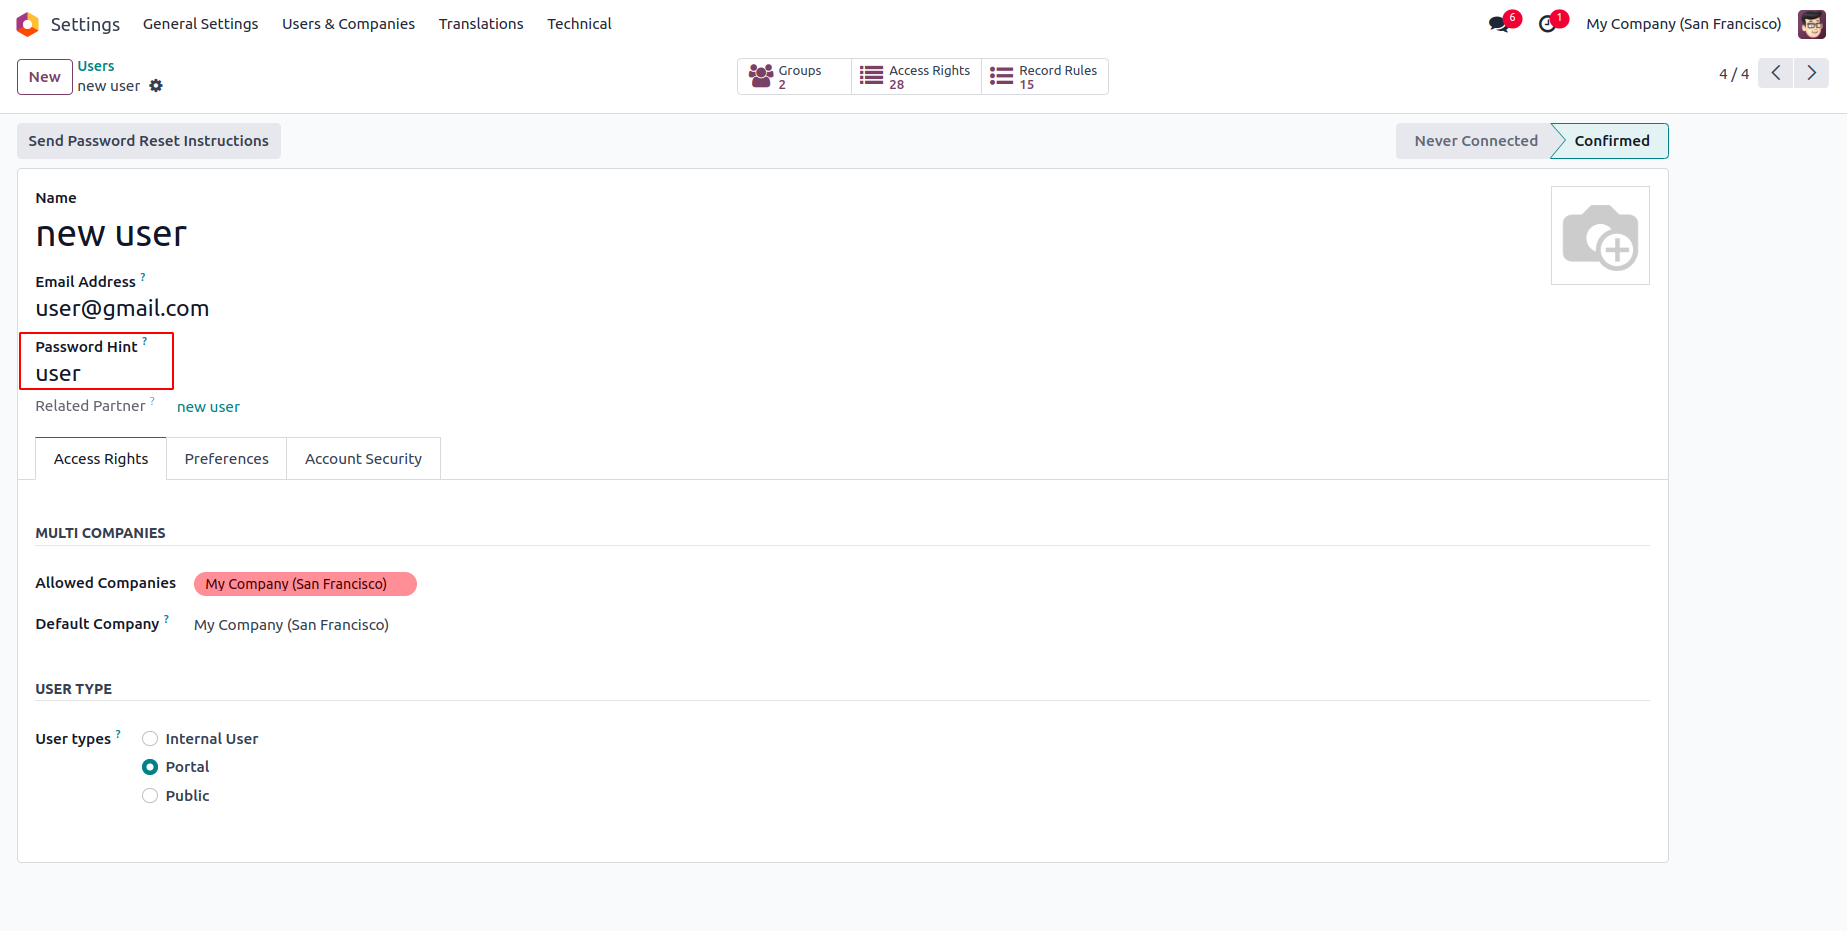 Settings General Settings Users & Companies Translations Technical 6 1 My Company (San Francisco)
New Users
new user
Groups 2 Access Rights 28 Record Rules 15
4 / 4
Send Password Reset Instructions Never Connected Confirmed
Name
new user
Email Address ?
user@gmail.com
Password Hint ?
user
Related Partner ? new user
Access Rights Preferences Account Security
MULTI COMPANIES
Allowed Companies My Company (San Francisco)
Default Company ? My Company (San Francisco)
USER TYPE
User types ? Internal User
Portal
Public